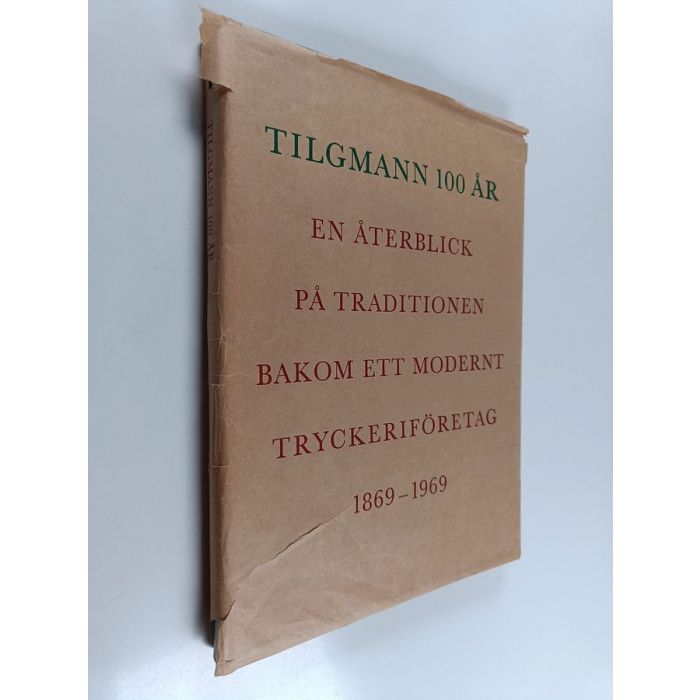 TILGMANN 100 ÅR
EN ÅTERBLICK
PÅ TRADITIONEN
BAKOM ETT MODERNT
TRYCKERIFÖRETAG
1869–1969
TILGMANN 100 ÅR